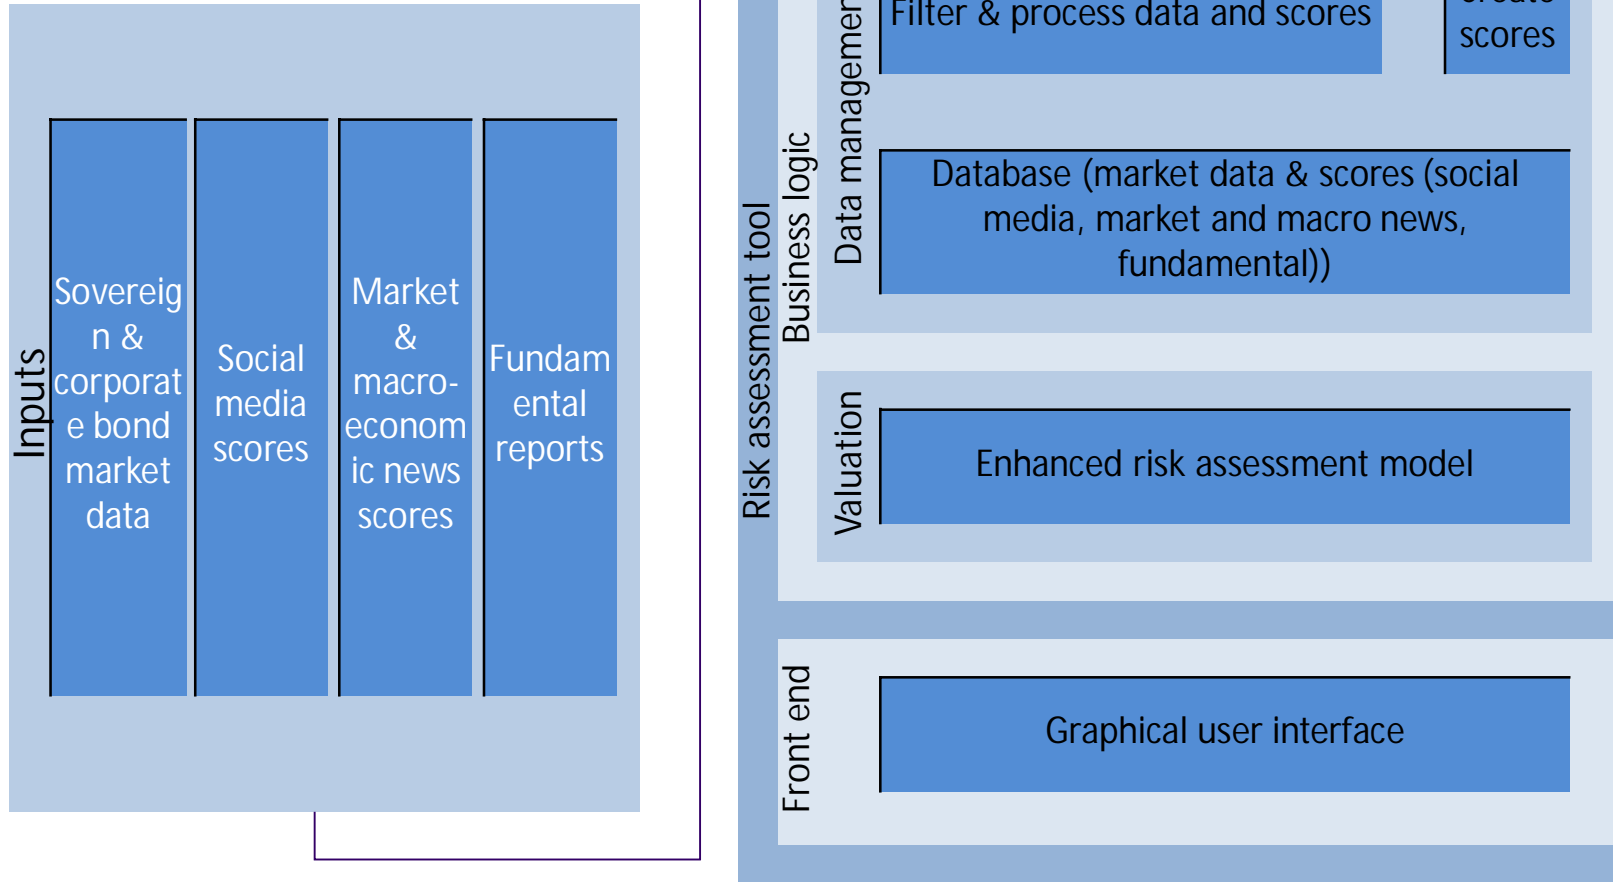 Inputs
Sovereig
n &
corporat
e bond
market
data
Social
media
scores
Market
&
macro-
econom
ic news
scores
Fundam
ental
reports
Risk assessment tool
Business logic
Data managemen
Filter & process data and scores
scores
Database (market data & scores (social
media, market and macro news,
fundamental))
Valuation
Enhanced risk assessment model
Front end
Graphical user interface